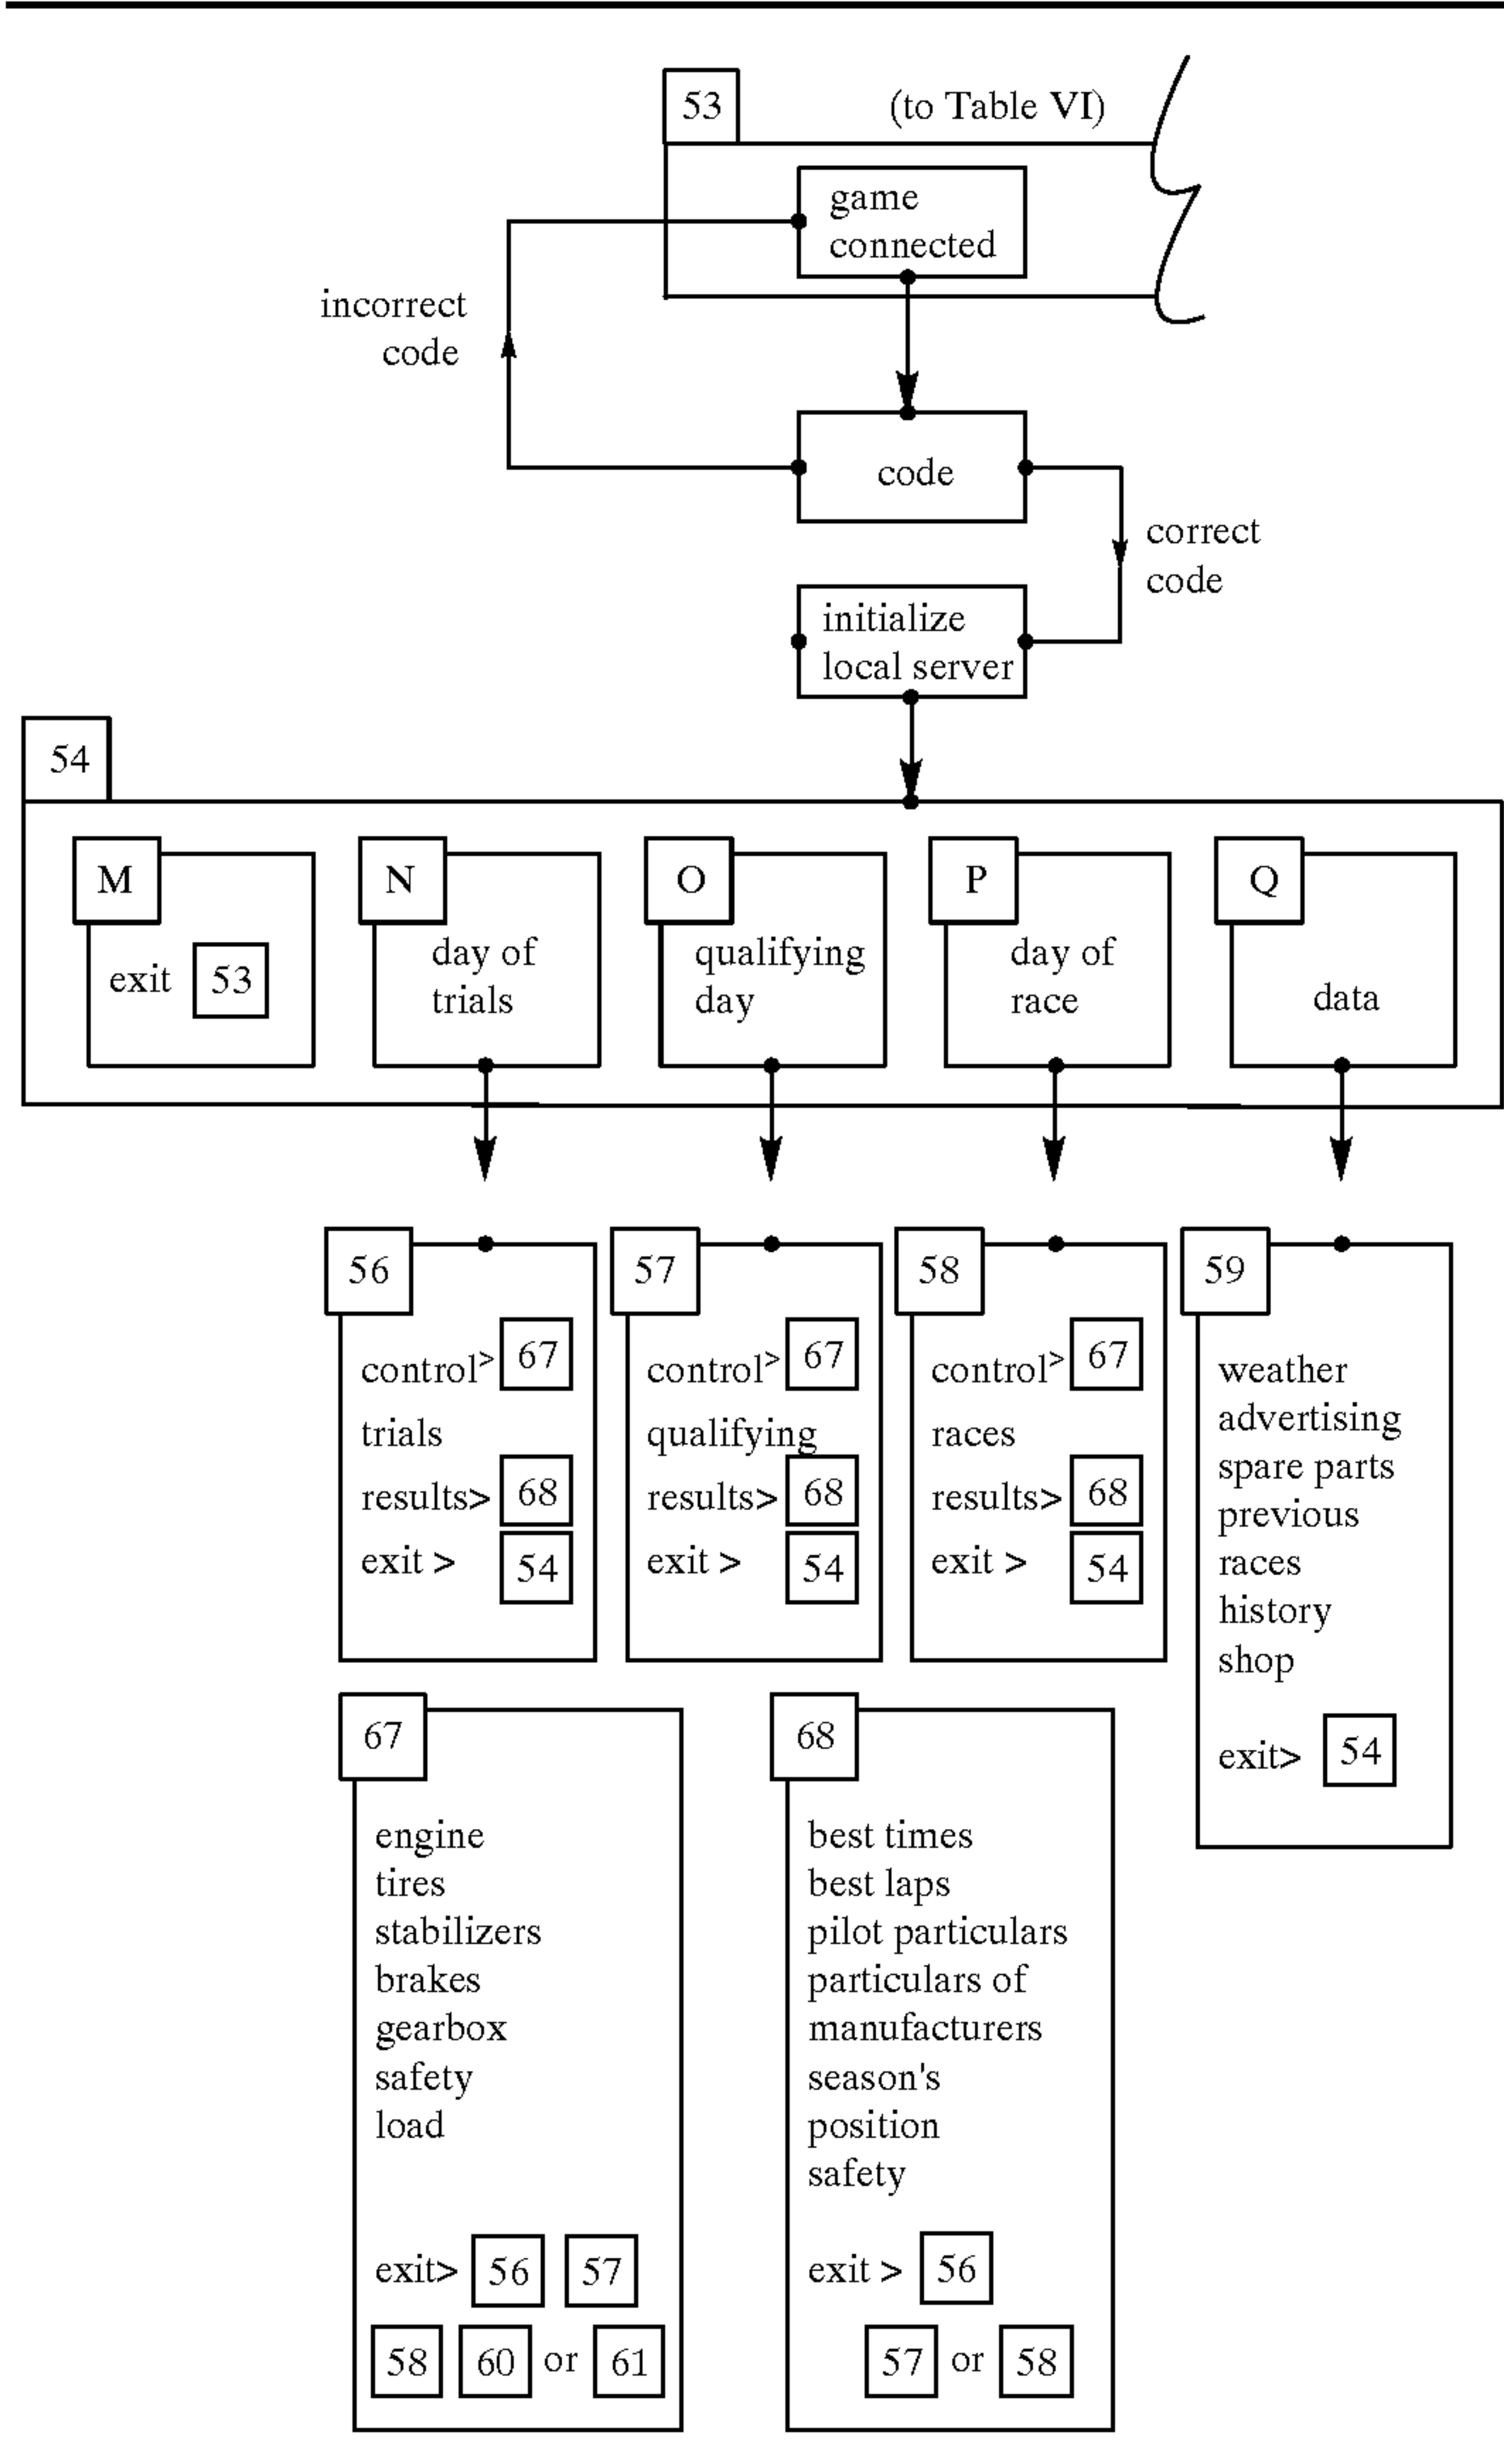 53
(to Table VI)
game
connected
incorrect
code
code
correct
code
initialize
local server
54
M
exit 53
N
day of
trials
O
qualifying
day
P
day of
race
Q
data
56
control> 67
trials
results> 68
exit > 54
57
control> 67
qualifying
results> 68
exit > 54
58
control> 67
races
results> 68
exit > 54
59
weather
advertising
spare parts
previous
races
history
shop
exit> 54
67
engine
tires
stabilizers
brakes
gearbox
safety
load
exit> 56 57
58 60 or 61
68
best times
best laps
pilot particulars
particulars of
manufacturers
season's
position
safety
exit > 56
57 or 58